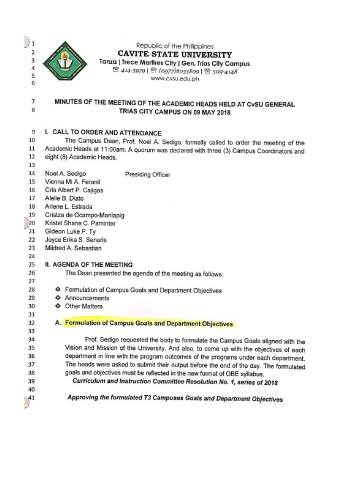 1 Republic of the Philippines
2 CAVITE STATE UNIVERSITY
3 Tanza | Trece Martires City | Gen. Trias City Campus
4 ☏ 414-3979 | ☏ (0977)8035809 | ☏ 509-4148
5 www.cvsu.edu.ph
6
7 MINUTES OF THE MEETING OF THE ACADEMIC HEADS HELD AT CvSU GENERAL
8 TRIAS CITY CAMPUS ON 09 MAY 2018
9 I. CALL TO ORDER AND ATTENDANCE
10 The Campus Dean, Prof. Noel A. Sedigo, formally called to order the meeting of the
11 Academic Heads at 11:00am. A quorum was declared with three (3) Campus Coordinators and
12 eight (8) Academic Heads.
13
14 Noel A. Sedigo Presiding Officer
15 Vienna Mi A. Feranil
16 Cris Albert P. Cajigas
17 Alelie B. Diato
18 Arlene L. Estrada
19 Cristza de Ocampo-Manlapig
20 Kristel Shane C. Paminter
21 Gideon Luke P. Ty
22 Joyce Erika S. Senaris
23 Mildred A. Sebastian
24
25 II. AGENDA OF THE MEETING
26 The Dean presented the agenda of the meeting as follows:
27
28 ❖ Formulation of Campus Goals and Department Objectives
29 ❖ Announcements
30 ❖ Other Matters
31
32 A. Formulation of Campus Goals and Department Objectives
33
34 Prof. Sedigo requested the body to formulate the Campus Goals aligned with the
35 Vision and Mission of the University. And also, to come up with the objectives of each
36 department in line with the program outcomes of the programs under each department.
37 The heads were asked to submit their output before the end of the day. The formulated
38 goals and objectives must be reflected in the new format of OBE syllabus.
39 Curriculum and Instruction Committee Resolution No. 1, series of 2018
40
41 Approving the formulated T3 Campuses Goals and Department Objectives